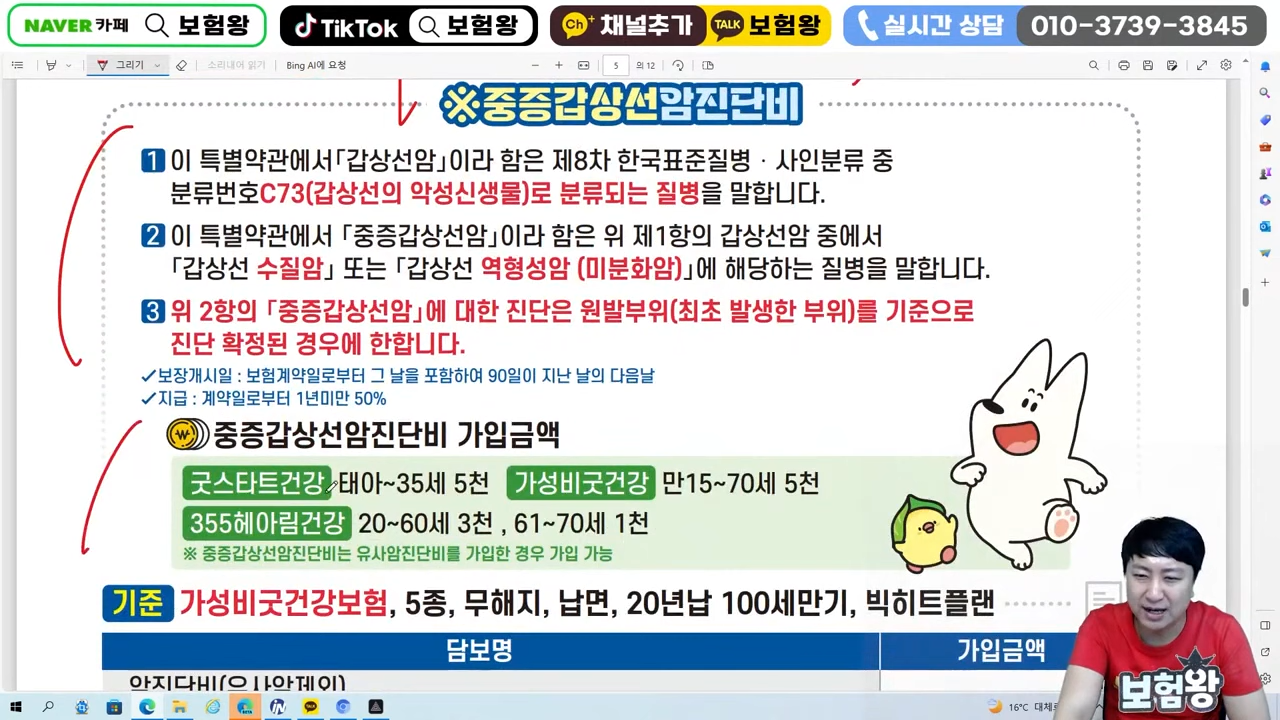 NAVER 카페 보험왕 TikTok 보험왕 Ch+ 채널추가 TALK 보험왕 실시간 상담 010-3739-3845
그리기 소리내어 읽기 Bing AI에 요청 5 의 12
※중증갑상선암진단비
1 이 특별약관에서「갑상선암」이라 함은 제8차 한국표준질병 · 사인분류 중
분류번호C73(갑상선의 악성신생물)로 분류되는 질병을 말합니다.
2 이 특별약관에서 「중증갑상선암」이라 함은 위 제1항의 갑상선암 중에서
「갑상선 수질암」 또는 「갑상선 역형성암 (미분화암)」에 해당하는 질병을 말합니다.
3 위 2항의 「중증갑상선암」에 대한 진단은 원발부위(최초 발생한 부위)를 기준으로
진단 확정된 경우에 한합니다.
✓보장개시일 : 보험계약일로부터 그 날을 포함하여 90일이 지난 날의 다음날
✓지급 : 계약일로부터 1년미만 50%
중증갑상선암진단비 가입금액
굿스타트건강 태아~35세 5천 가성비굿건강 만15~70세 5천
355헤아림건강 20~60세 3천 , 61~70세 1천
※ 중증갑상선암진단비는 유사암진단비를 가입한 경우 가입 가능
기준 가성비굿건강보험, 5종, 무해지, 납면, 20년납 100세만기, 빅히트플랜
담보명 가입금액
암진단비(유사암제외)
보험왕
16°C